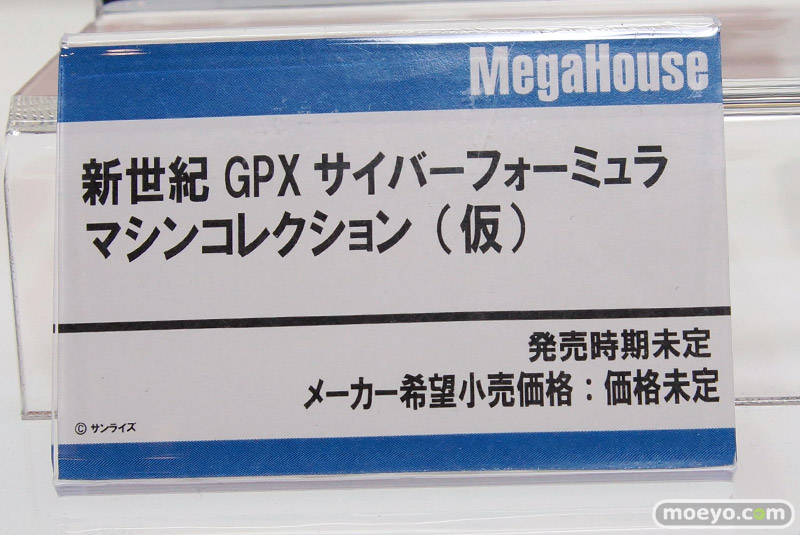 MegaHouse
新世紀 GPX サイバーフォーミュラ
マシンコレクション（仮）
発売時期未定
メーカー希望小売価格：価格未定
© サンライズ
moeyo.com